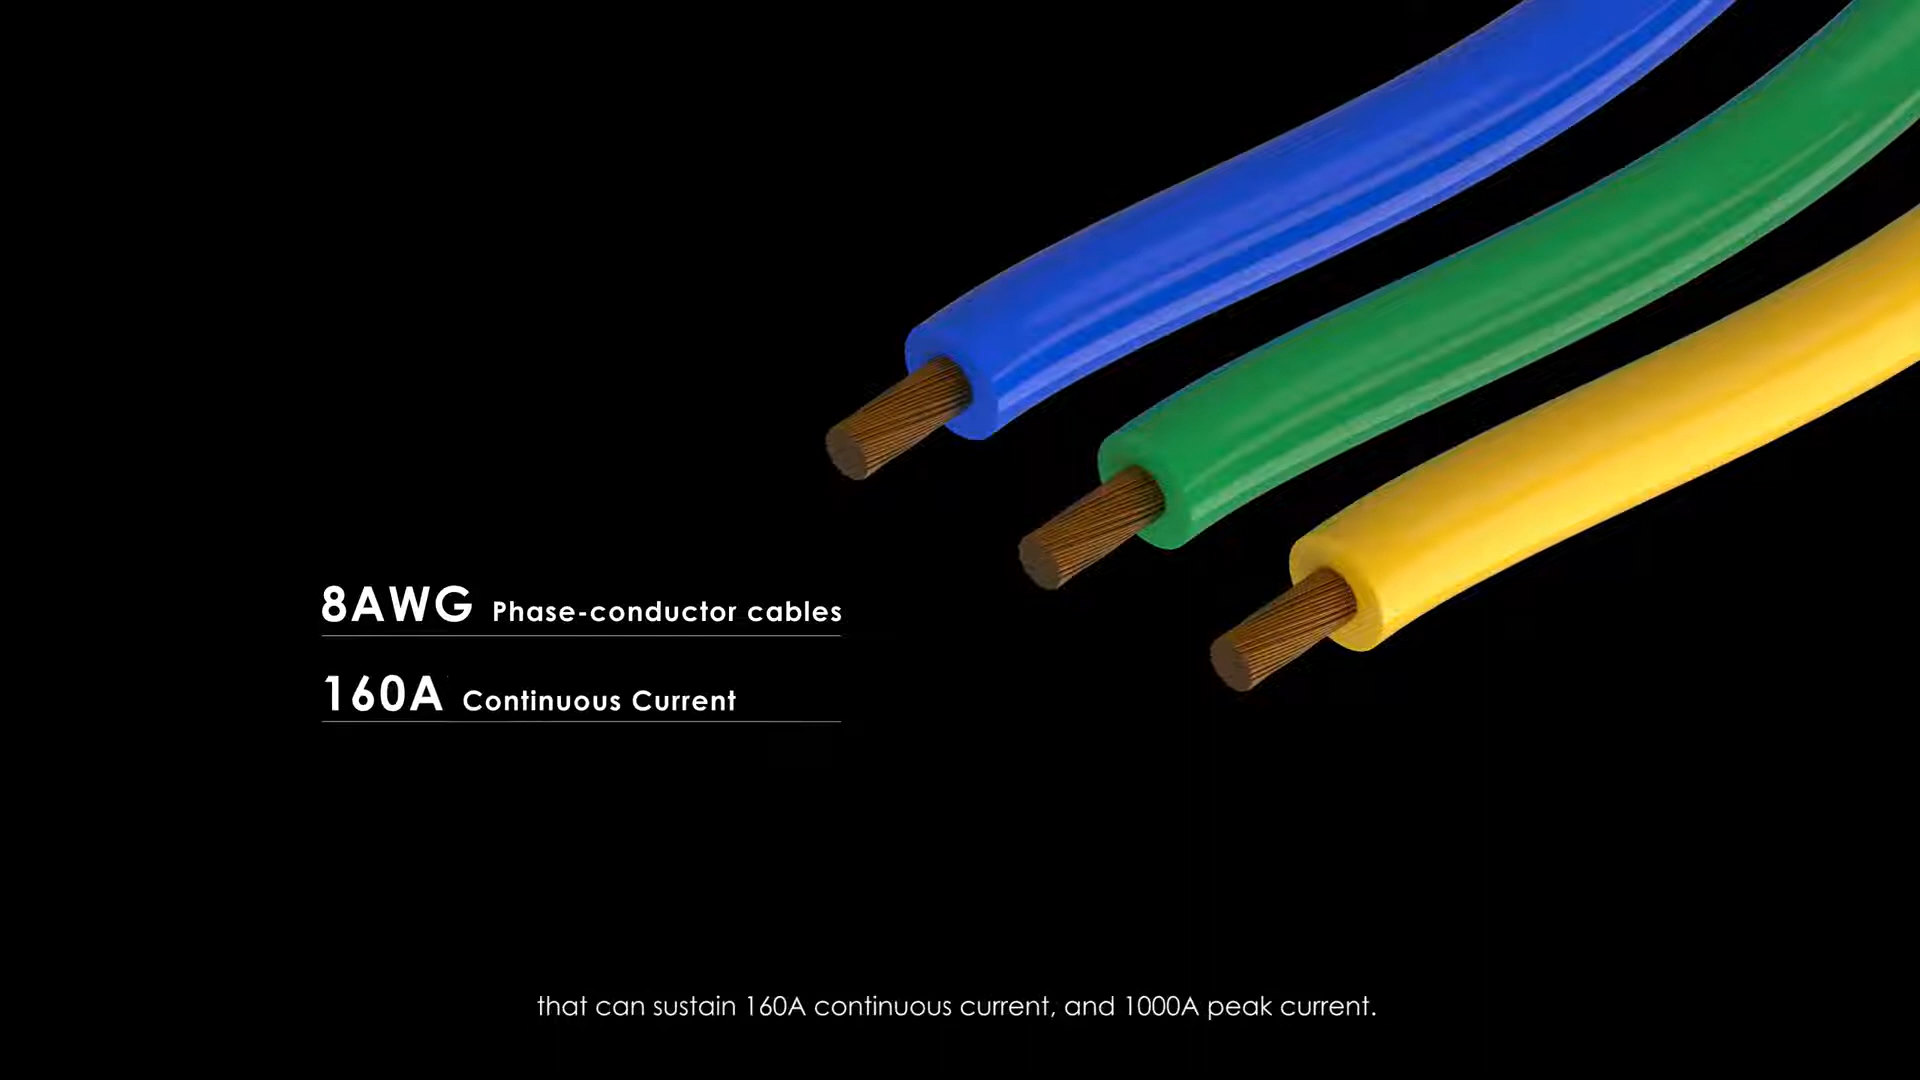 8AWG Phase-conductor cables
160A Continuous Current
that can sustain 160A continuous current, and 1000A peak current.